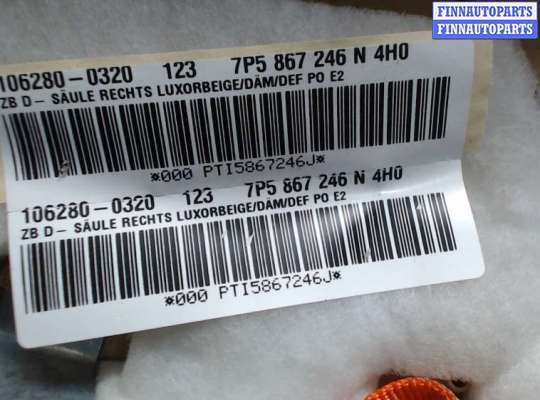 FINNAUTOPARTS
FINNAUTOPARTS
106280-0320 123 7P5 867 246 N 4H0
ZB D- SÄULE RECHTS LUXORBEIGE/DÄM/DEF PO E2
*000 PTI5867246J*
106280-0320 123 7P5 867 246 N 4H0
ZB D- SÄULE RECHTS LUXORBEIGE/DÄM/DEF PO E2
*000 PTI5867246J*